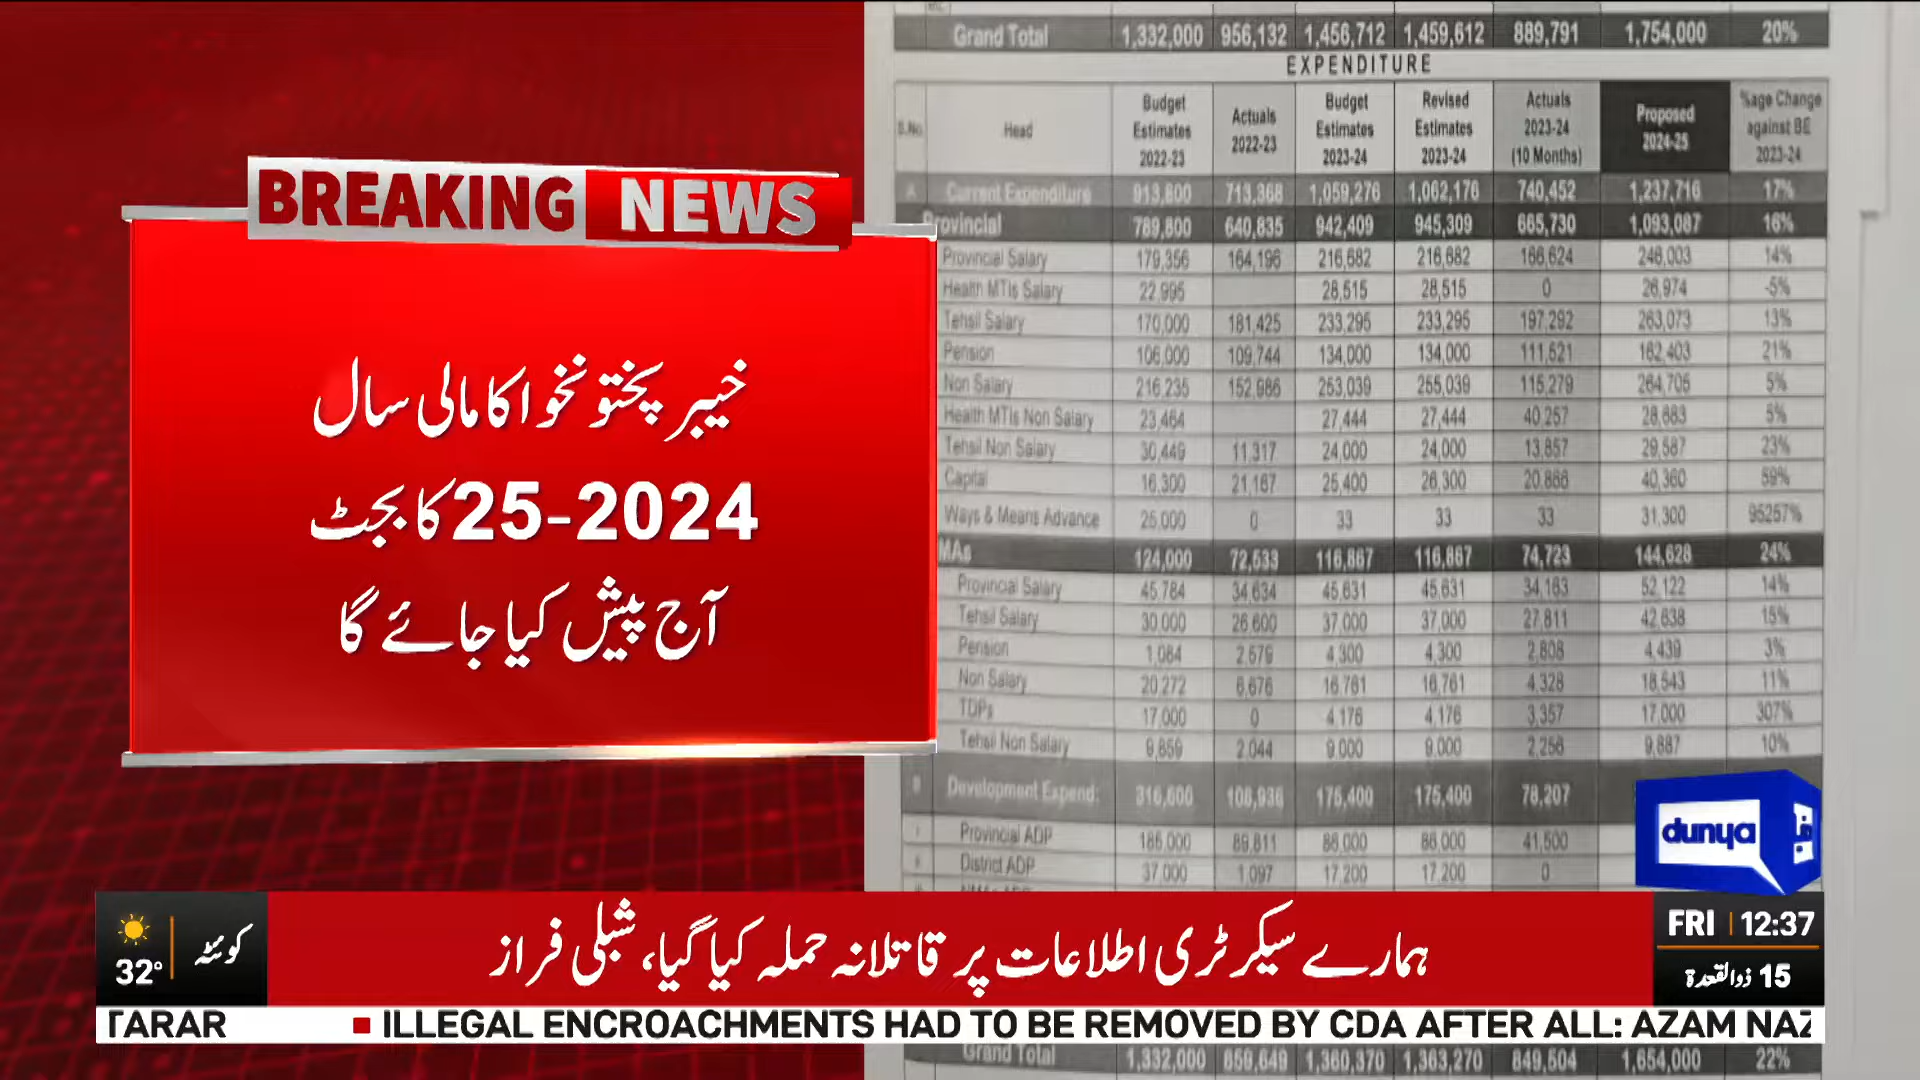 Grand Total 1,332,000 956,132 1,456,712 1,459,612 889,791 1,754,000 20%
EXPENDITURE
S.No. Head Budget Estimates 2022-23 Actuals 2022-23 Budget Estimates 2023-24 Revised Estimates 2023-24 Actuals 2023-24 (10 Months) Proposed 2024-25 %age Change against BE 2023-24
A Current Expenditure 913,800 713,368 1,059,276 1,062,176 740,452 1,237,716 17%
Provincial 789,800 640,835 942,409 945,309 665,730 1,093,087 16%
Provincial Salary 179,356 164,196 216,682 216,682 166,624 246,003 14%
Health MTIs Salary 22,995 28,515 28,515 0 26,974 -5%
Tehsil Salary 170,000 181,425 233,295 233,295 197,292 263,073 13%
Pension 106,000 109,744 134,000 134,000 111,521 162,403 21%
Non Salary 216,235 152,986 253,039 255,039 115,279 264,705 5%
Health MTIs Non Salary 23,464 27,444 27,444 40,257 28,683 5%
Tehsil Non Salary 30,449 11,317 24,000 24,000 13,857 29,587 23%
Capital 16,300 21,167 25,400 26,300 20,866 40,360 59%
Ways & Means Advance 25,000 0 33 33 33 31,300 95257%
MAs 124,000 72,533 116,867 116,867 74,723 144,628 24%
Provincial Salary 45,784 34,634 45,631 45,631 34,163 52,122 14%
Tehsil Salary 30,000 26,600 37,000 37,000 27,811 42,638 15%
Pension 1,084 2,579 4,300 4,300 2,808 4,439 3%
Non Salary 20,272 6,676 16,761 16,761 4,328 18,543 11%
TDPs 17,000 0 4,176 4,176 3,357 17,000 307%
Tehsil Non Salary 9,859 2,044 9,000 9,000 2,256 9,887 10%
B Development Expend: 316,600 106,936 175,400 175,400 78,207
i Provincial ADP 185,000 89,811 86,000 86,000 41,500
ii District ADP 37,000 1,097 17,200 17,200 0
BREAKING NEWS
خیبر پختونخوا کا مالی سال
2024-25 کا بجٹ
آج پیش کیا جائے گا
dunya دنیا
کوئٹہ
32°
ہمارے سیکرٹری اطلاعات پر قاتلانہ حملہ کیا گیا، شبلی فراز
FRI 12:37
15 ذوالقعدة
TARAR ILLEGAL ENCROACHMENTS HAD TO BE REMOVED BY CDA AFTER ALL: AZAM NAZ
Grand Total 1,332,000 856,649 1,360,370 1,363,270 849,504 1,654,000 22%